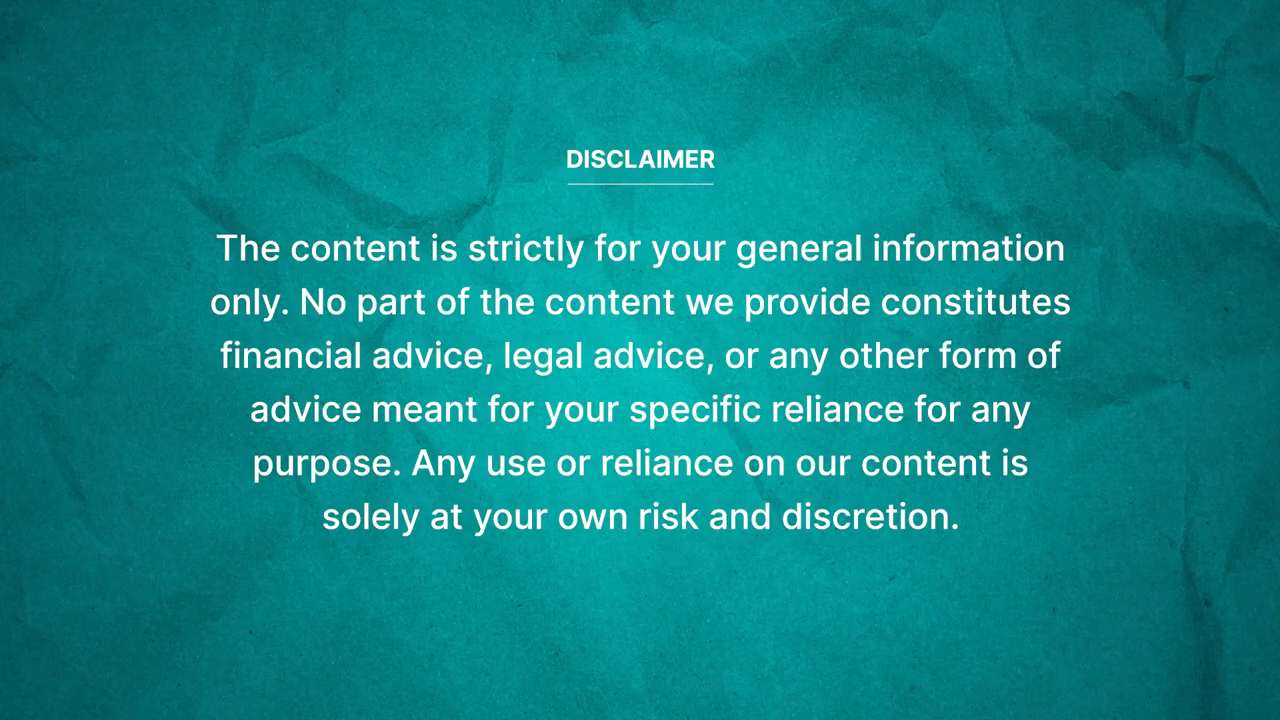 DISCLAIMER
The content is strictly for your general information
only. No part of the content we provide constitutes
financial advice, legal advice, or any other form of
advice meant for your specific reliance for any
purpose. Any use or reliance on our content is
solely at your own risk and discretion.